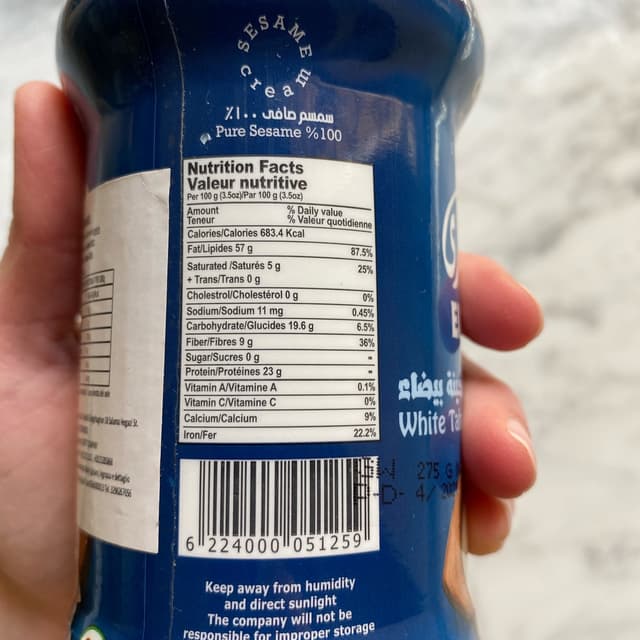 SESAME
cream
سمسم صافى ١٠٠٪
Pure Sesame %100
Nutrition Facts
Valeur nutritive
Per 100 g (3.5oz)/Par 100 g (3.5oz)
Amount % Daily value
Teneur % Valeur quotidienne
Calories/Calories 683.4 Kcal
Fat/Lipides 57 g 87.5%
Saturated /Saturés 5 g 25%
+ Trans/Trans 0 g
Cholestrol/Cholestérol 0 g 0%
Sodium/Sodium 11 mg 0.45%
Carbohydrate/Glucides 19.6 g 6.5%
Fiber/Fibres 9 g 36%
Sugar/Sucres 0 g -
Protein/Protéines 23 g -
Vitamin A/Vitamine A 0.1%
Vitamin C/Vitamine C 0%
Calcium/Calcium 9%
Iron/Fer 22.2%
بيضاء
White
275 G
4/
6 224000 051259
Keep away from humidity
and direct sunlight
The company will not be
responsible for improper storage